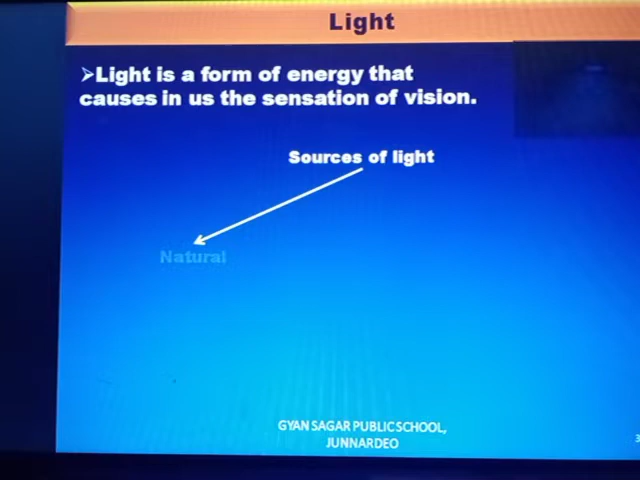 Light
➤Light is a form of energy that
causes in us the sensation of vision.
Sources of light
Natural
GYAN SAGAR PUBLIC SCHOOL,
JUNNARDEO
3